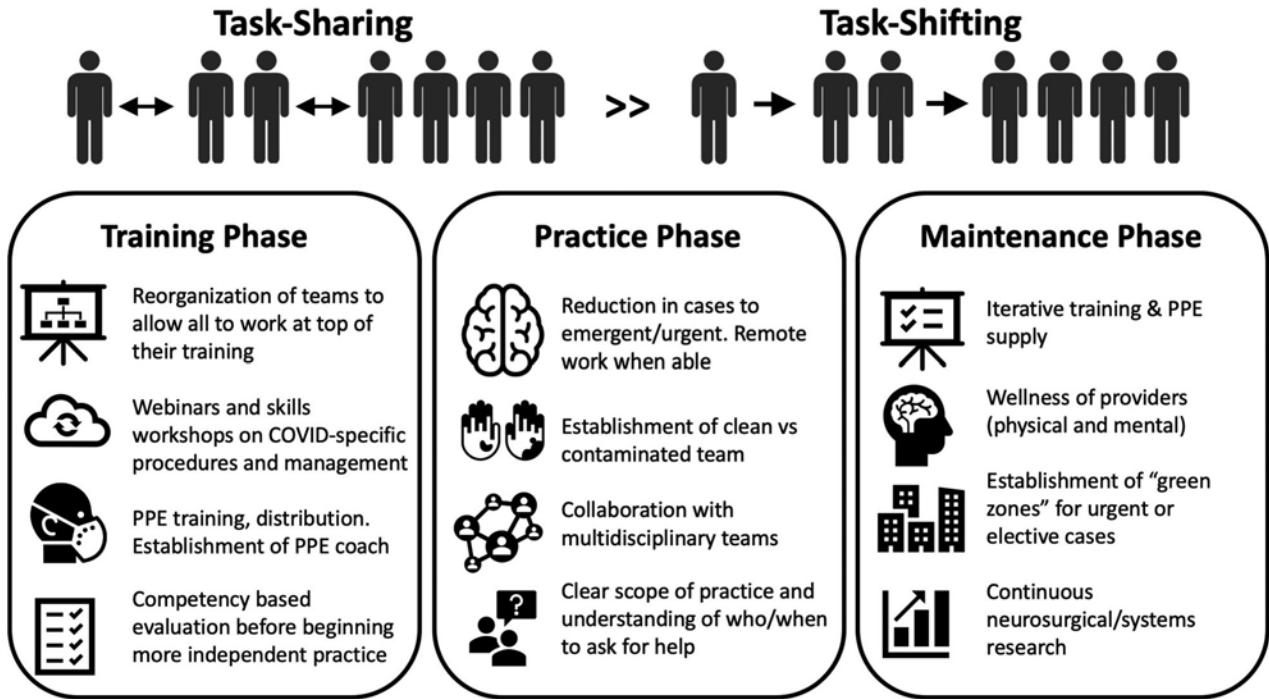 Task-Sharing
Task-Shifting
>>
Training Phase
Reorganization of teams to
allow all to work at top of
their training
Webinars and skills
workshops on COVID-specific
procedures and management
PPE training, distribution.
Establishment of PPE coach
Competency based
evaluation before beginning
more independent practice
Practice Phase
Reduction in cases to
emergent/urgent. Remote
work when able
Establishment of clean vs
contaminated team
Collaboration with
multidisciplinary teams
?
Clear scope of practice and
understanding of who/when
to ask for help
Maintenance Phase
Iterative training & PPE
supply
Wellness of providers
(physical and mental)
Establishment of “green
zones” for urgent or
elective cases
Continuous
neurosurgical/systems
research